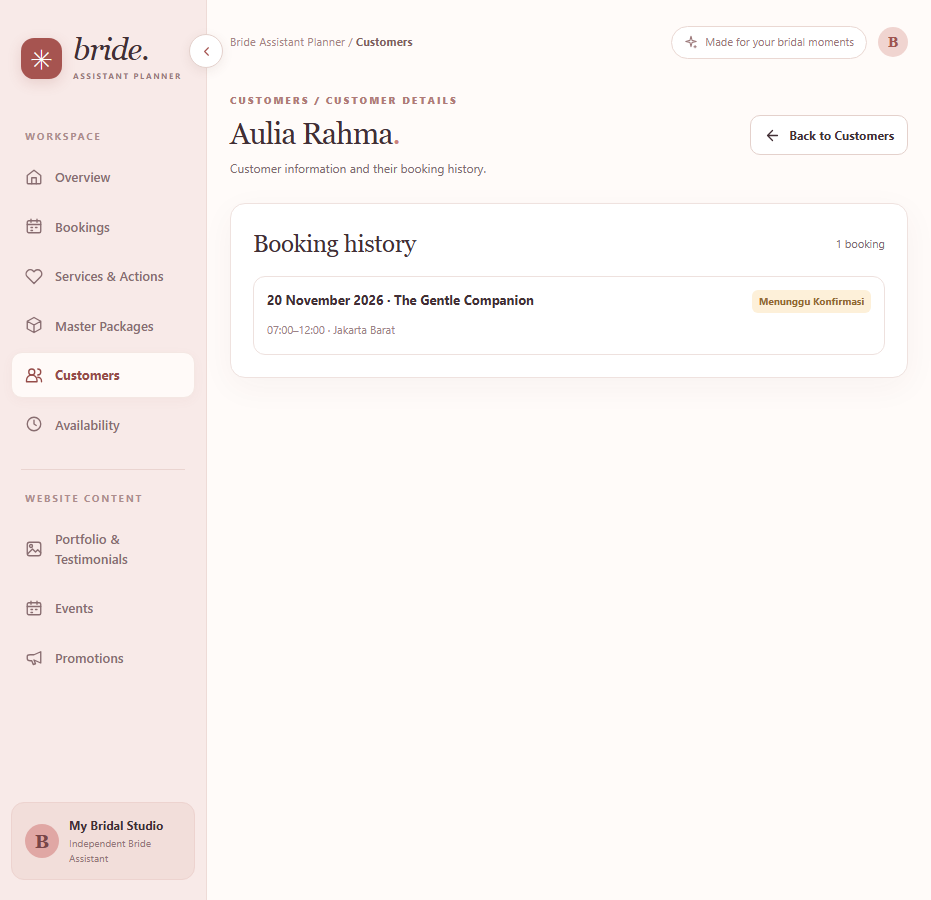 bride.
ASSISTANT PLANNER
WORKSPACE
Overview
Bookings
Services & Actions
Master Packages
Customers
Availability
WEBSITE CONTENT
Portfolio &
Testimonials
Events
Promotions
B
My Bridal Studio
Independent Bride
Assistant
Bride Assistant Planner / Customers
Made for your bridal moments
B
CUSTOMERS / CUSTOMER DETAILS
Aulia Rahma.
Customer information and their booking history.
Back to Customers
Booking history
1 booking
20 November 2026 · The Gentle Companion
Menunggu Konfirmasi
07:00–12:00 · Jakarta Barat